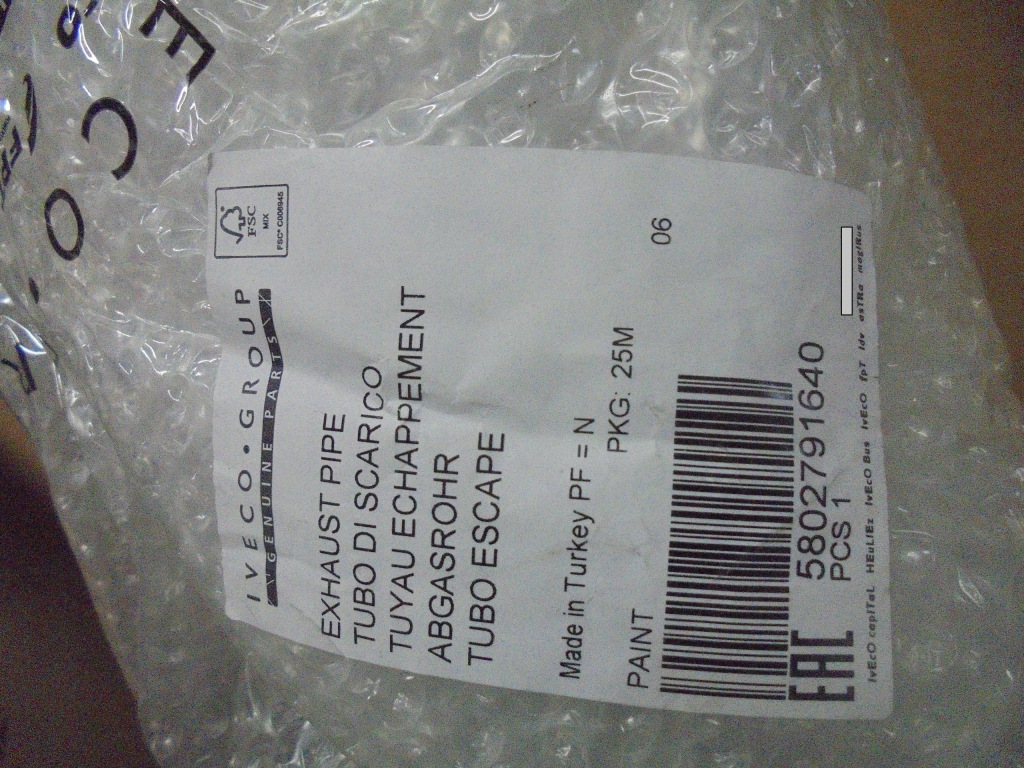 IVECO•GROUP
GENUINE PARTS
FSC
MIX
FSC® C006945
EXHAUST PIPE
TUBO DI SCARICO
TUYAU ECHAPPEMENT
ABGASROHR
TUBO ESCAPE
Made in Turkey PF = N
PKG: 25M
PAINT
06
5802791640
PCS 1
EAC
IvEcO capITaL HEuLIEz IvEcO Bus IvEcO fpT Idv asTRa magIRus
E C O